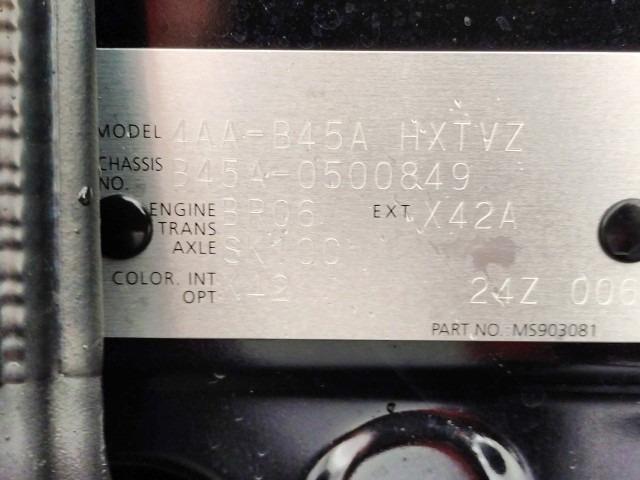 MODEL 4AA-B45A HXTVZ
CHASSIS NO. B45A-0500849
ENGINE BR06 EXT X42A
TRANS AXLE
COLOR. INT
OPT 24Z 006
PART NO.: MS903081